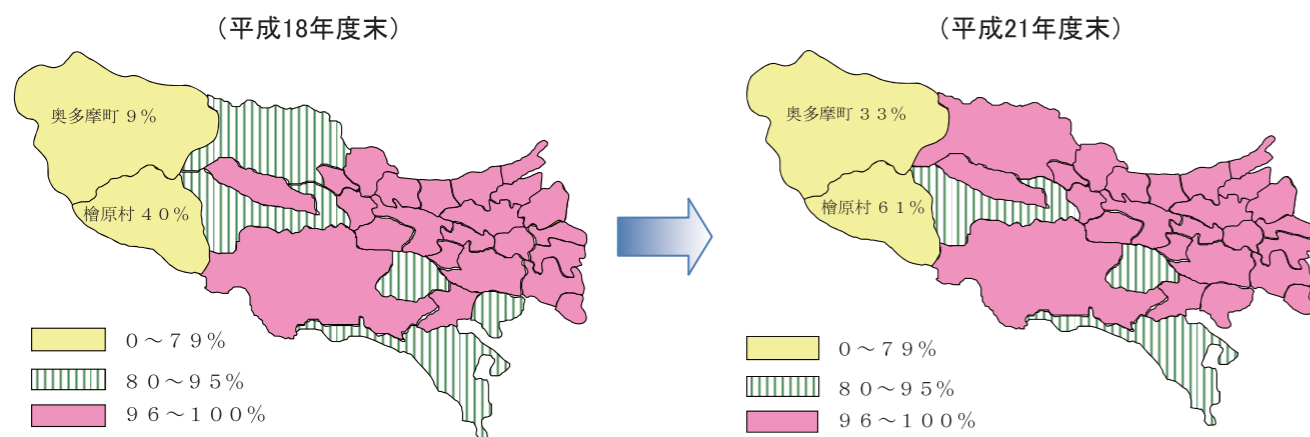 (平成18年度末)
奥多摩町 9%
檜原村 40%
0~79%
80~95%
96~100%
(平成21年度末)
奥多摩町 33%
檜原村 61%
0~79%
80~95%
96~100%